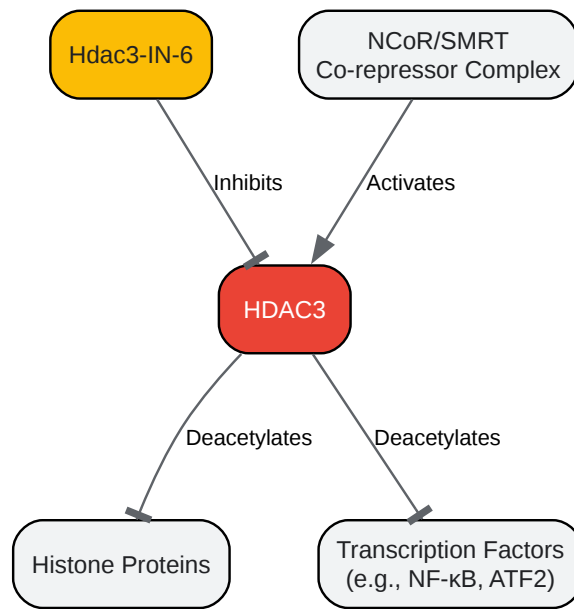 Hdac3-IN-6
NCoR/SMRT
Co-repressor Complex
Inhibits
Activates
HDAC3
Deacetylates
Deacetylates
Histone Proteins
Transcription Factors
(e.g., NF-κB, ATF2)